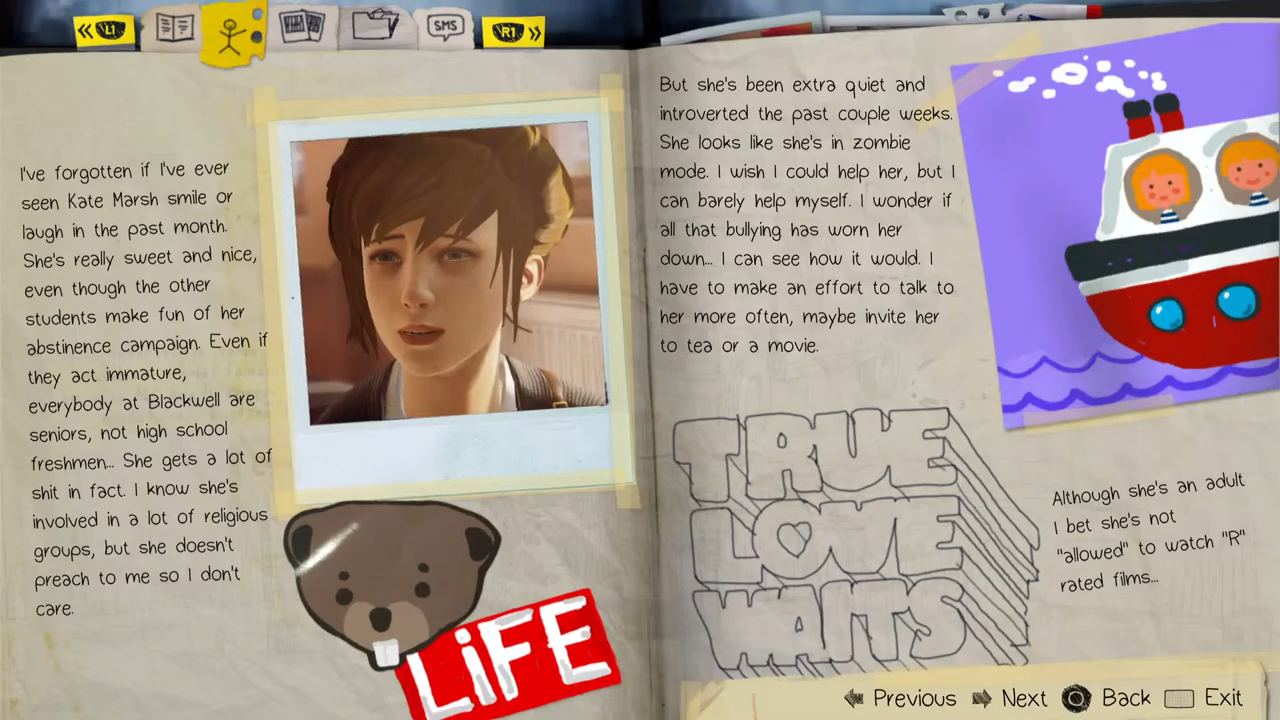 L1
SMS
R1
I've forgotten if I've ever
seen Kate Marsh smile or
laugh in the past month.
She's really sweet and nice,
even though the other
students make fun of her
abstinence campaign. Even if
they act immature,
everybody at Blackwell are
seniors, not high school
freshmen... She gets a lot of
shit in fact. I know she's
involved in a lot of religious
groups, but she doesn't
preach to me so I don't
care.
LiFE
But she's been extra quiet and
introverted the past couple weeks.
She looks like she's in zombie
mode. I wish I could help her, but I
can barely help myself. I wonder if
all that bullying has worn her
down... I can see how it would. I
have to make an effort to talk to
her more often, maybe invite her
to tea or a movie.
TRUE
LOVE
WAITS
Although she's an adult
I bet she's not
"allowed" to watch "R"
rated films...
Previous Next Back Exit